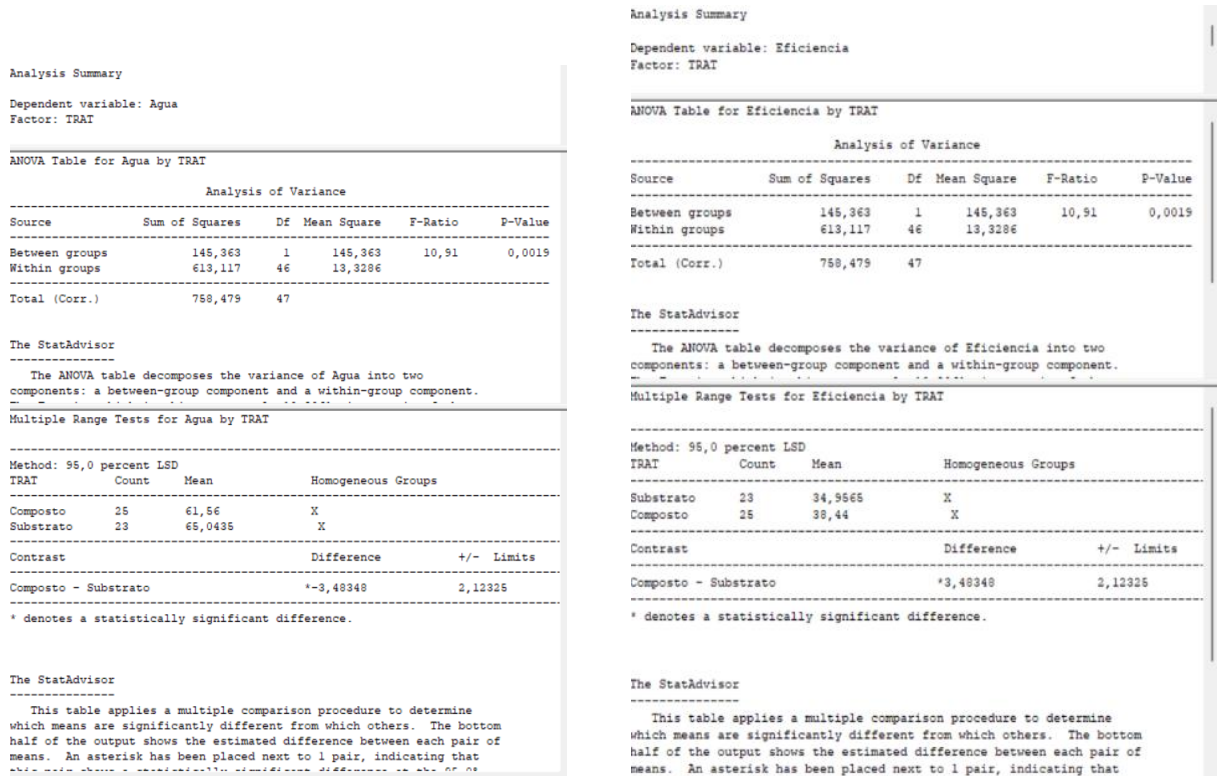 Analysis Summary
Dependent variable: Agua
Factor: TRAT
ANOVA Table for Agua by TRAT
Analysis of Variance
Source Sum of Squares Df Mean Square F-Ratio P-Value
Between groups 145,363 1 145,363 10,91 0,0019
Within groups 613,117 46 13,3286
Total (Corr.) 758,479 47
The StatAdvisor
The ANOVA table decomposes the variance of Agua into two
components: a between-group component and a within-group component.
Multiple Range Tests for Agua by TRAT
Method: 95,0 percent LSD
TRAT Count Mean Homogeneous Groups
Composto 25 61,56 X
Substrato 23 65,0435 X
Contrast Difference +/- Limits
Composto - Substrato *-3,48348 2,12325
* denotes a statistically significant difference.
The StatAdvisor
This table applies a multiple comparison procedure to determine
which means are significantly different from which others. The bottom
half of the output shows the estimated difference between each pair of
means. An asterisk has been placed next to 1 pair, indicating that
Analysis Summary
Dependent variable: Eficiencia
Factor: TRAT
ANOVA Table for Eficiencia by TRAT
Analysis of Variance
Source Sum of Squares Df Mean Square F-Ratio P-Value
Between groups 145,363 1 145,363 10,91 0,0019
Within groups 613,117 46 13,3286
Total (Corr.) 758,479 47
The StatAdvisor
The ANOVA table decomposes the variance of Eficiencia into two
components: a between-group component and a within-group component.
Multiple Range Tests for Eficiencia by TRAT
Method: 95,0 percent LSD
TRAT Count Mean Homogeneous Groups
Substrato 23 34,9565 X
Composto 25 38,44 X
Contrast Difference +/- Limits
Composto - Substrato *3,48348 2,12325
* denotes a statistically significant difference.
The StatAdvisor
This table applies a multiple comparison procedure to determine
which means are significantly different from which others. The bottom
half of the output shows the estimated difference between each pair of
means. An asterisk has been placed next to 1 pair, indicating that